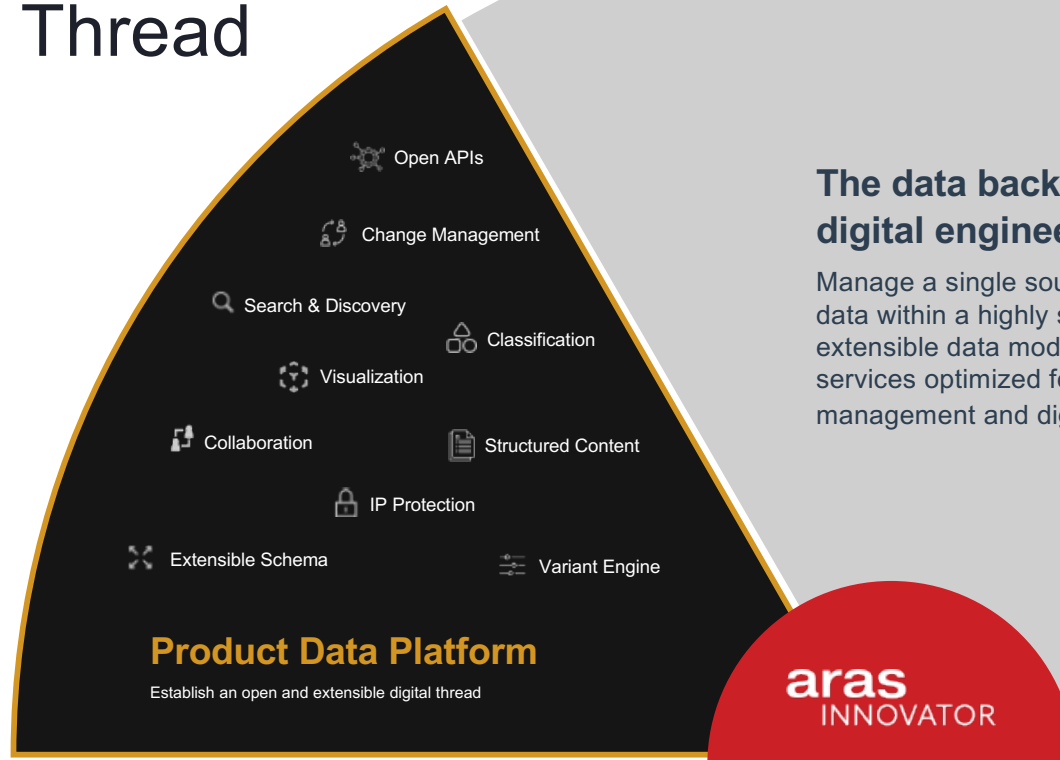 Thread
Open APIs
Change Management
Search & Discovery
Classification
Visualization
Collaboration
Structured Content
IP Protection
Extensible Schema
Variant Engine
Product Data Platform
Establish an open and extensible digital thread
The data back
digital enginee
Manage a single sou
data within a highly s
extensible data mod
services optimized fo
management and dig
aras
INNOVATOR